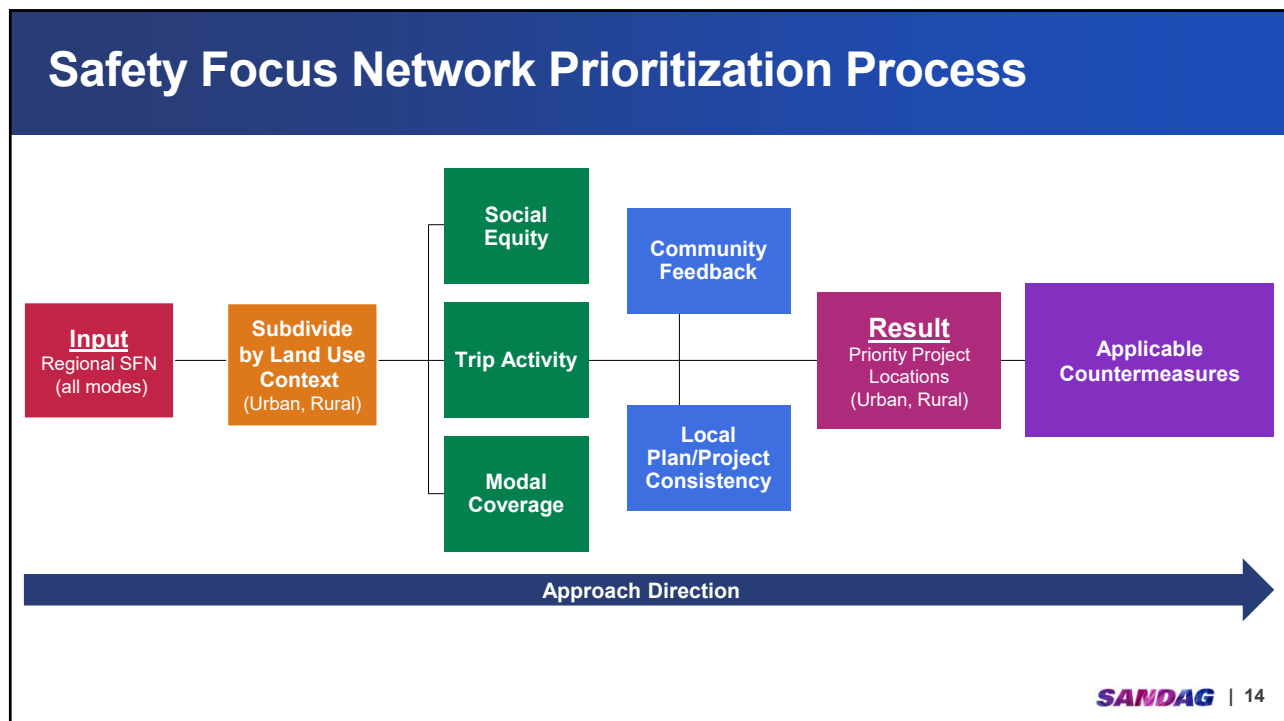 Safety Focus Network Prioritization Process
Input
Regional SFN
(all modes)
Subdivide
by Land Use
Context
(Urban, Rural)
Social
Equity
Trip Activity
Modal
Coverage
Community
Feedback
Local
Plan/Project
Consistency
Result
Priority Project
Locations
(Urban, Rural)
Applicable
Countermeasures
Approach Direction
SANDAG | 14